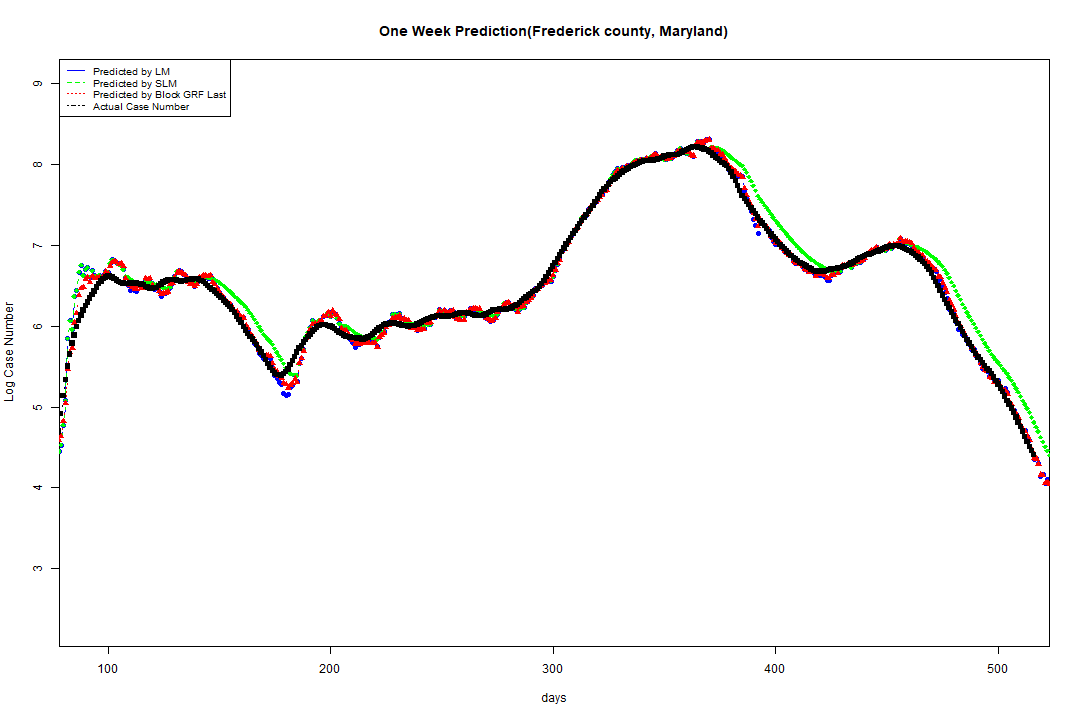 One Week Prediction(Frederick county, Maryland)
Predicted by LM
Predicted by SLM
Predicted by Block GRF Last
Actual Case Number
9
8
7
6
5
4
3
Log Case Number
100 200 300 400 500
days